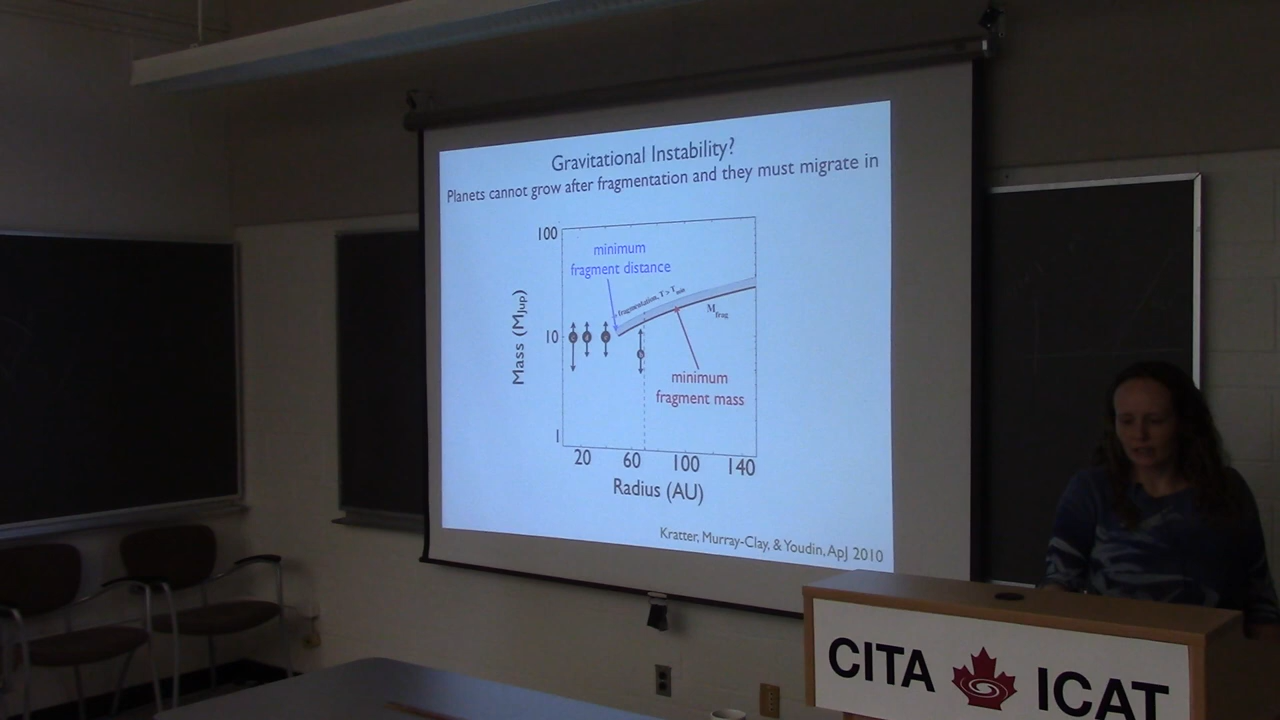 Gravitational Instability?
Planets cannot grow after fragmentation and they must migrate in
100
minimum
fragment distance
fragmentation, T > Tmin
Mfrag
Mass (MJup)
10
minimum
fragment mass
1
20 60 100 140
Radius (AU)
Kratter, Murray-Clay, & Youdin, ApJ 2010
CITA ICAT